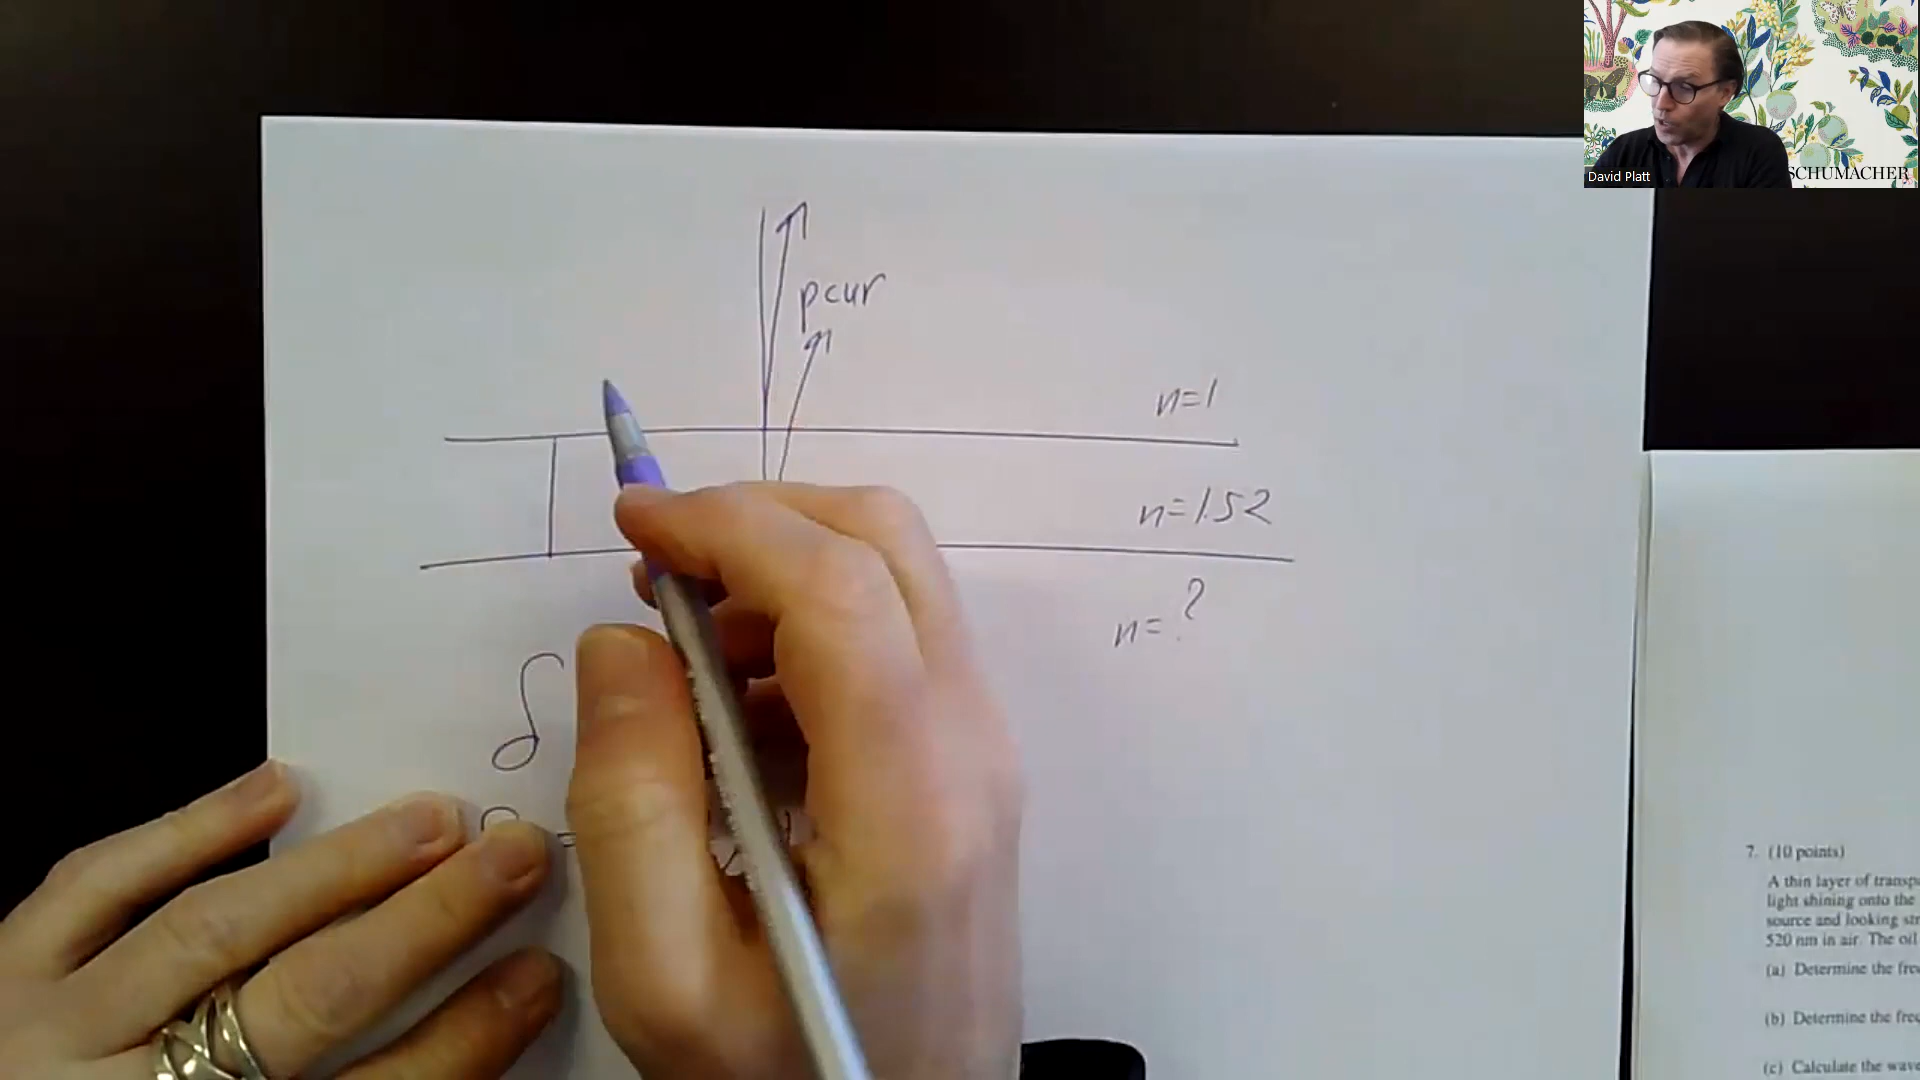 pcur
n=1
n=1.52
n=?
δ
=
7. (10 points)
A thin layer of transp
light shining onto the
source and looking str
520 nm in air. The oil
(a) Determine the fre
(b) Determine the fre
(c) Calculate the wave
David Platt
SCHUMACHER